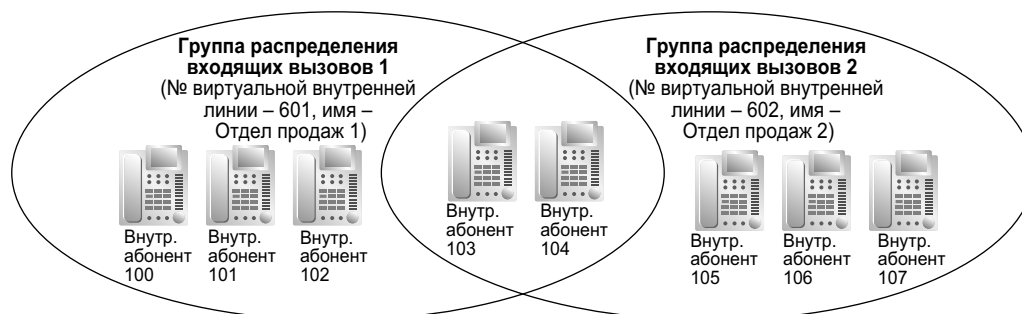 Группа распределения
входящих вызовов 1
(№ виртуальной внутренней
линии – 601, имя –
Отдел продаж 1)
Группа распределения
входящих вызовов 2
(№ виртуальной внутренней
линии – 602, имя –
Отдел продаж 2)
Внутр.
абонент
100
Внутр.
абонент
101
Внутр.
абонент
102
Внутр.
абонент
103
Внутр.
абонент
104
Внутр.
абонент
105
Внутр.
абонент
106
Внутр.
абонент
107